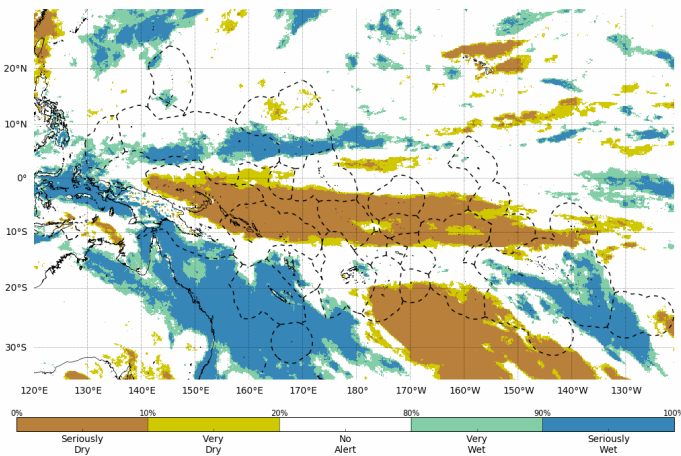 20°N
10°N
0°
10°S
20°S
30°S
120°E 130°E 140°E 150°E 160°E 170°E 180° 170°W 160°W 150°W 140°W 130°W
0% 10% 20% 80% 90% 100%
Seriously Very No Very Seriously
Dry Dry Alert Wet Wet